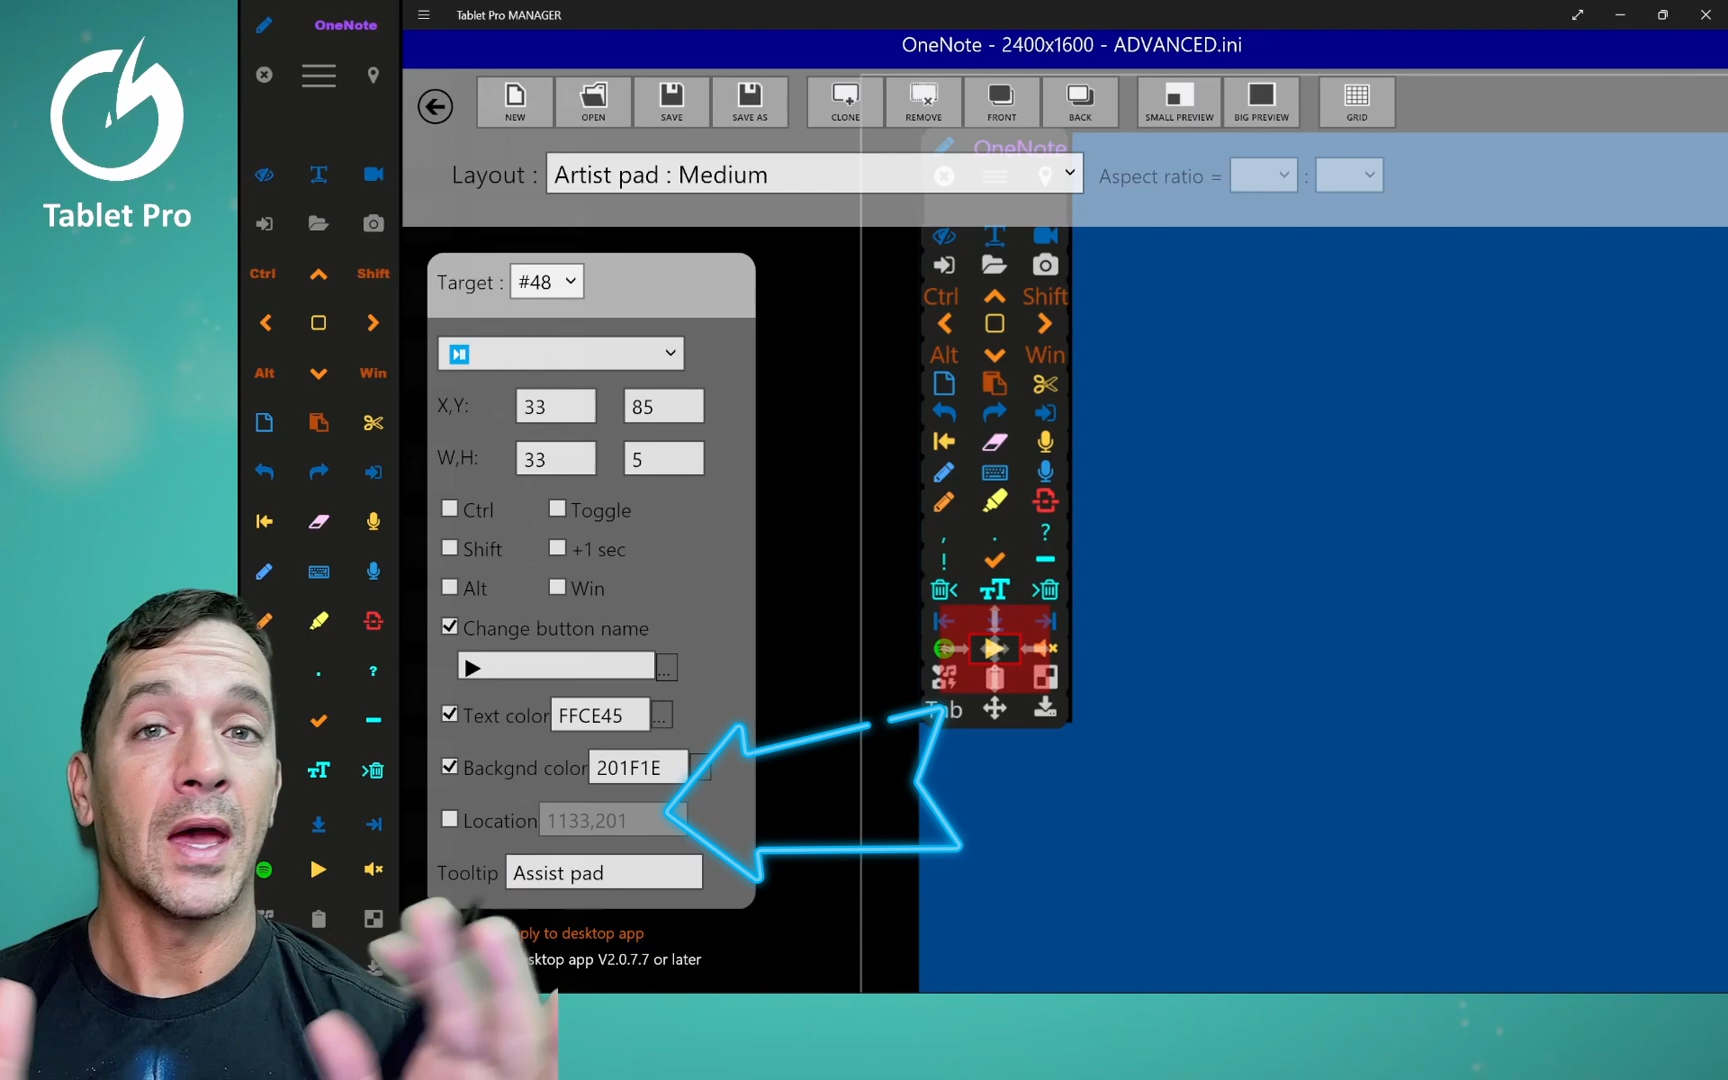 Tablet Pro
OneNote
Ctrl
Shift
Alt
Win
.
?
Tablet Pro MANAGER
OneNote - 2400x1600 - ADVANCED.ini
NEW
OPEN
SAVE
SAVE AS
CLONE
REMOVE
FRONT
BACK
SMALL PREVIEW
BIG PREVIEW
GRID
Layout : Artist pad : Medium
Aspect ratio = :
Target : #48
X,Y: 33 85
W,H: 33 5
Ctrl
Toggle
Shift
+1 sec
Alt
Win
Change button name
...
Text color FFCE45 ...
Backgnd color 201F1E
Location 1133,201
Tooltip Assist pad
ply to desktop app
sktop app V2.0.7.7 or later
OneNote
Ctrl
Shift
Alt
Win
, . ?
!
Tab